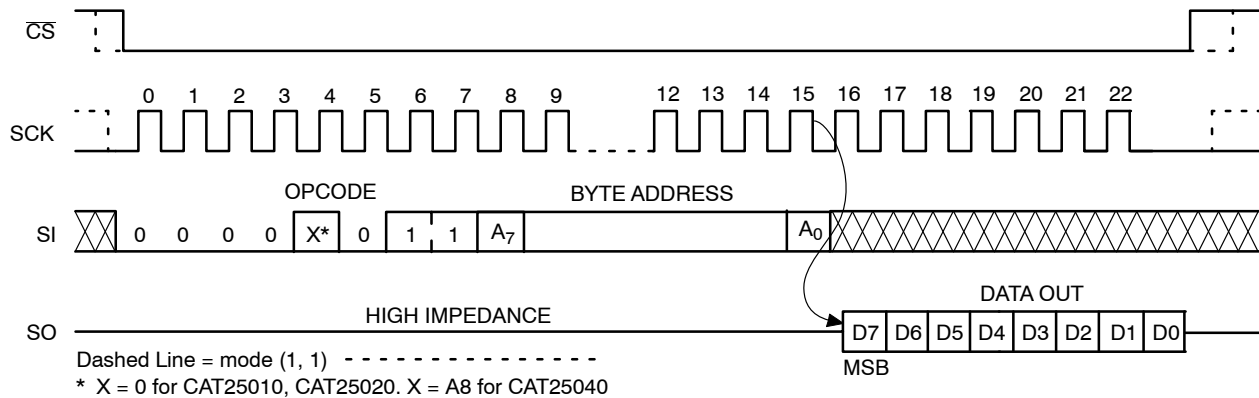 CS
0 1 2 3 4 5 6 7 8 9 12 13 14 15 16 17 18 19 20 21 22
SCK
OPCODE BYTE ADDRESS
SI 0 0 0 0 X* 0 1 1 A7 A0
DATA OUT
HIGH IMPEDANCE
SO D7 D6 D5 D4 D3 D2 D1 D0
Dashed Line = mode (1, 1)
MSB
* X = 0 for CAT25010, CAT25020. X = A8 for CAT25040